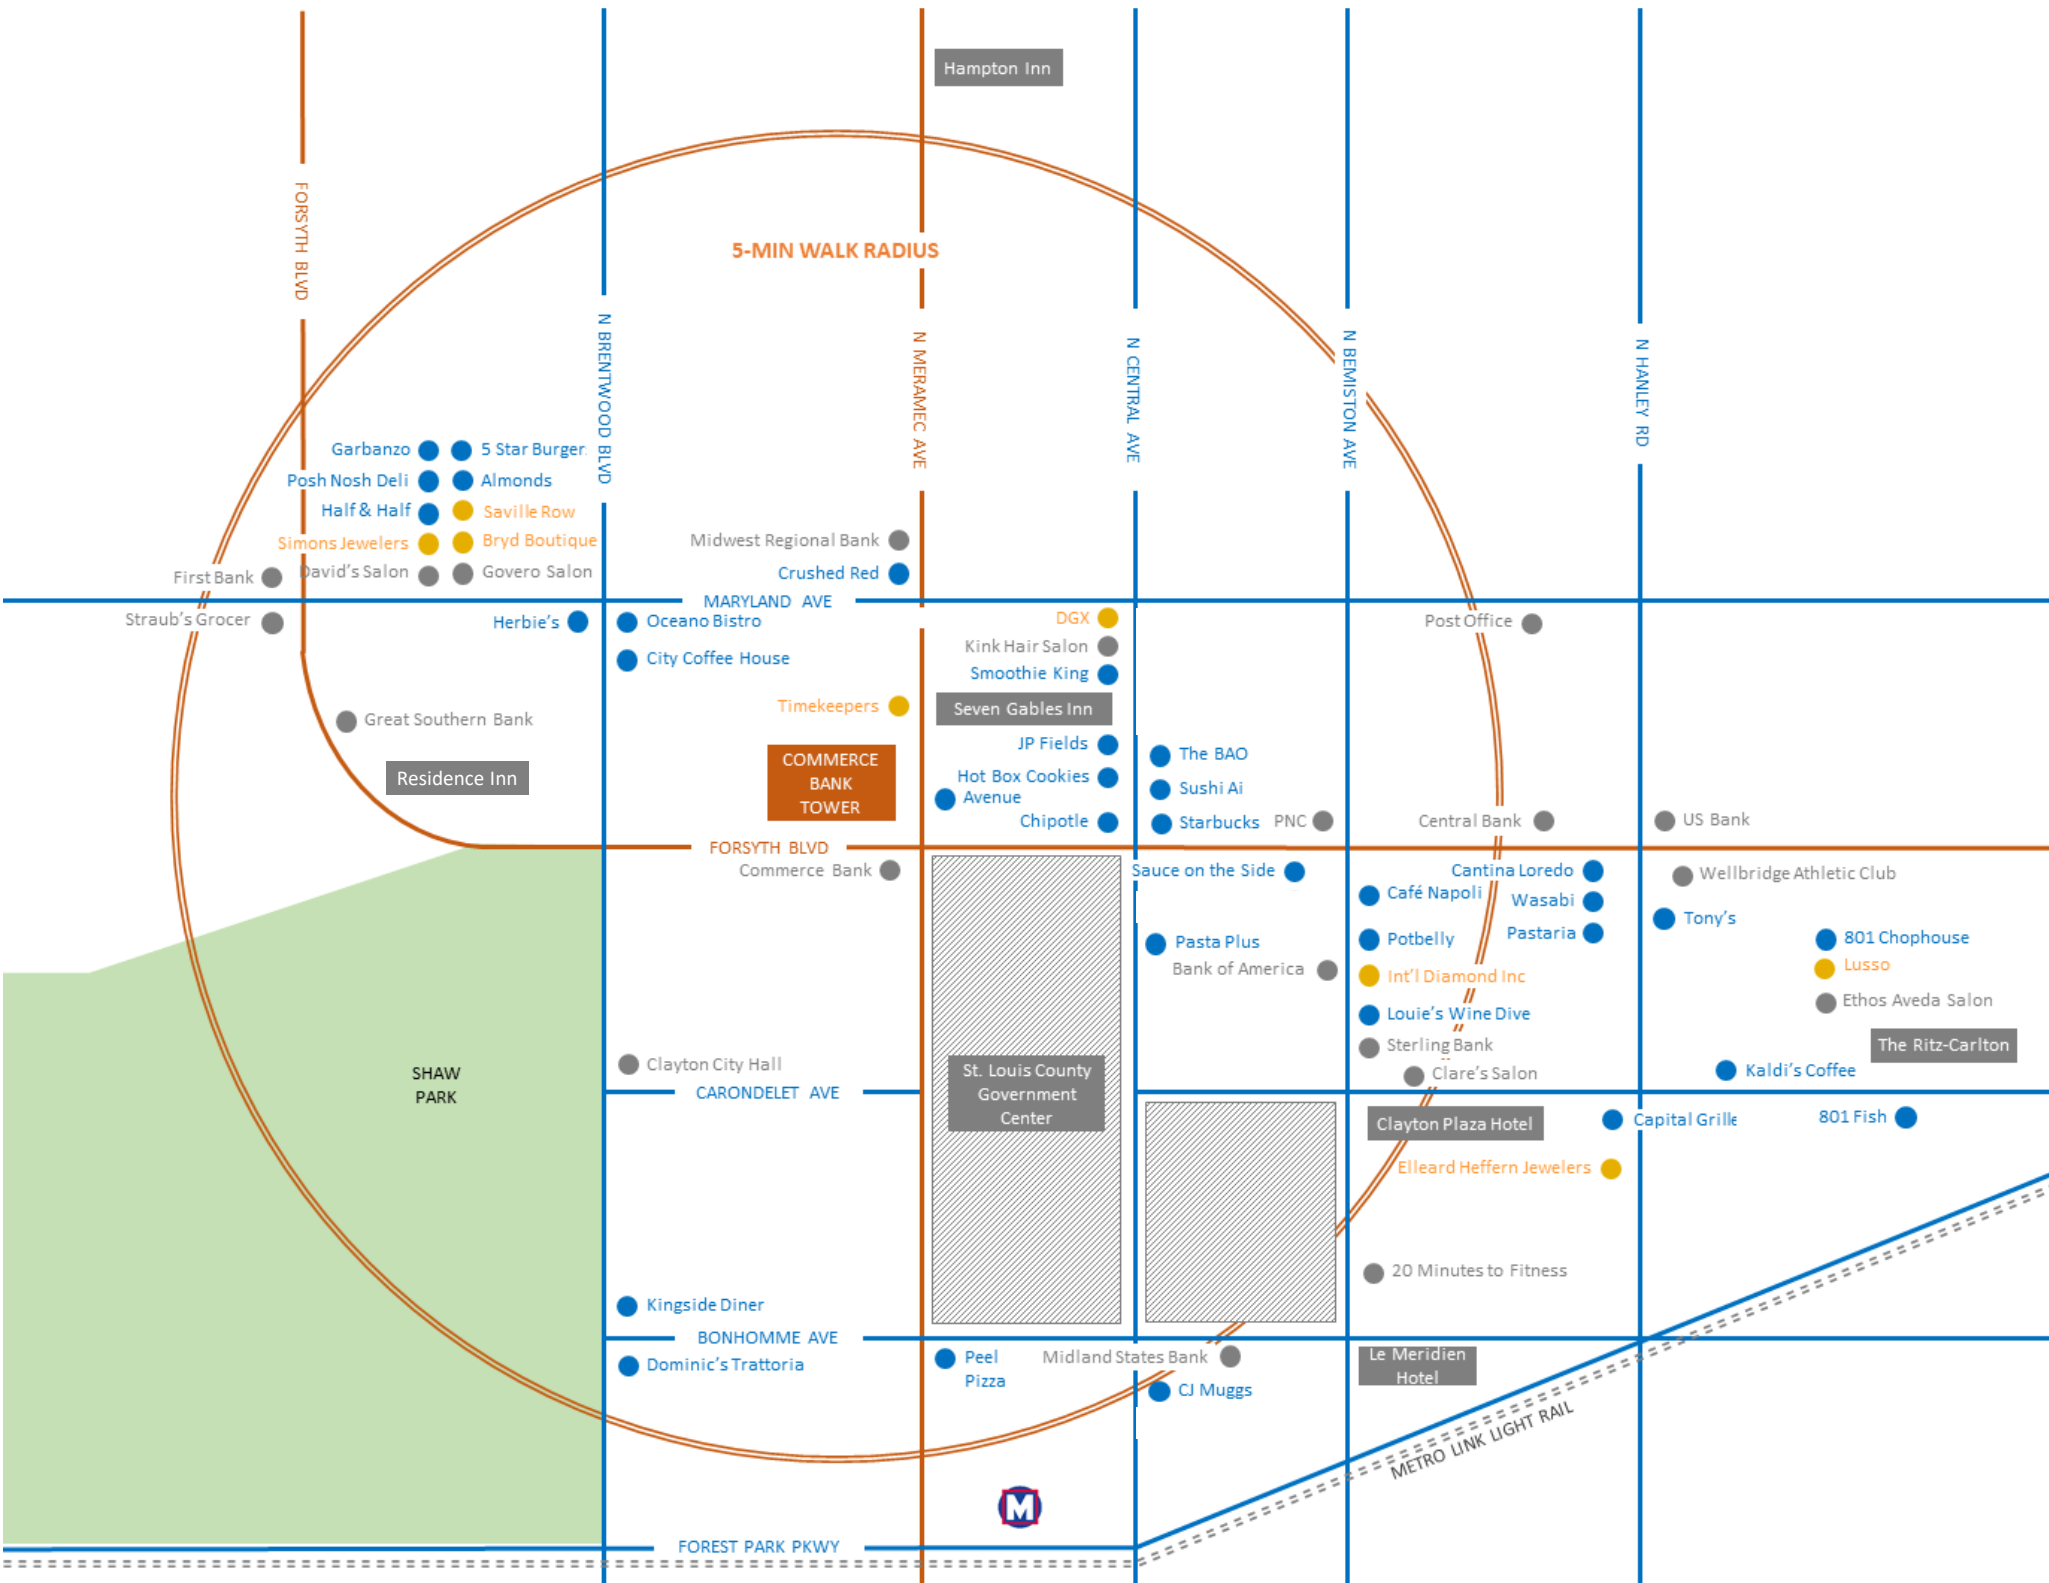 Hampton Inn
5-MIN WALK RADIUS
FORSYTH BLVD
N BRENTWOOD BLVD
N MERAMEC AVE
N CENTRAL AVE
N BEMISTON AVE
N HANLEY RD
Garbanzo
5 Star Burger
Posh Nosh Deli
Almonds
Half & Half
Saville Row
Simons Jewelers
Bryd Boutique
Midwest Regional Bank
First Bank
David's Salon
Govero Salon
Crushed Red
MARYLAND AVE
Straub's Grocer
Herbie's
Oceano Bistro
DGX
Post Office
Kink Hair Salon
City Coffee House
Smoothie King
Timekeepers
Seven Gables Inn
Great Southern Bank
JP Fields
The BAO
Residence Inn
COMMERCE
BANK
TOWER
Hot Box Cookies
Avenue
Sushi Ai
Chipotle
Starbucks
PNC
Central Bank
US Bank
FORSYTH BLVD
Commerce Bank
Sauce on the Side
Cantina Loredo
Wellbridge Athletic Club
Café Napoli
Wasabi
Tony's
Pasta Plus
Potbelly
Pastaria
801 Chophouse
Bank of America
Int'l Diamond Inc
Lusso
Louie's Wine Dive
Ethos Aveda Salon
Sterling Bank
The Ritz-Carlton
Clayton City Hall
SHAW
PARK
St. Louis County
Government
Center
Clare's Salon
Kaldi's Coffee
CARONDELET AVE
Clayton Plaza Hotel
Capital Grille
801 Fish
Elleard Heffern Jewelers
20 Minutes to Fitness
Kingside Diner
BONHOMME AVE
Dominic's Trattoria
Peel
Pizza
Midland States Bank
Le Meridien
Hotel
CJ Muggs
METRO LINK LIGHT RAIL
M
FOREST PARK PKWY